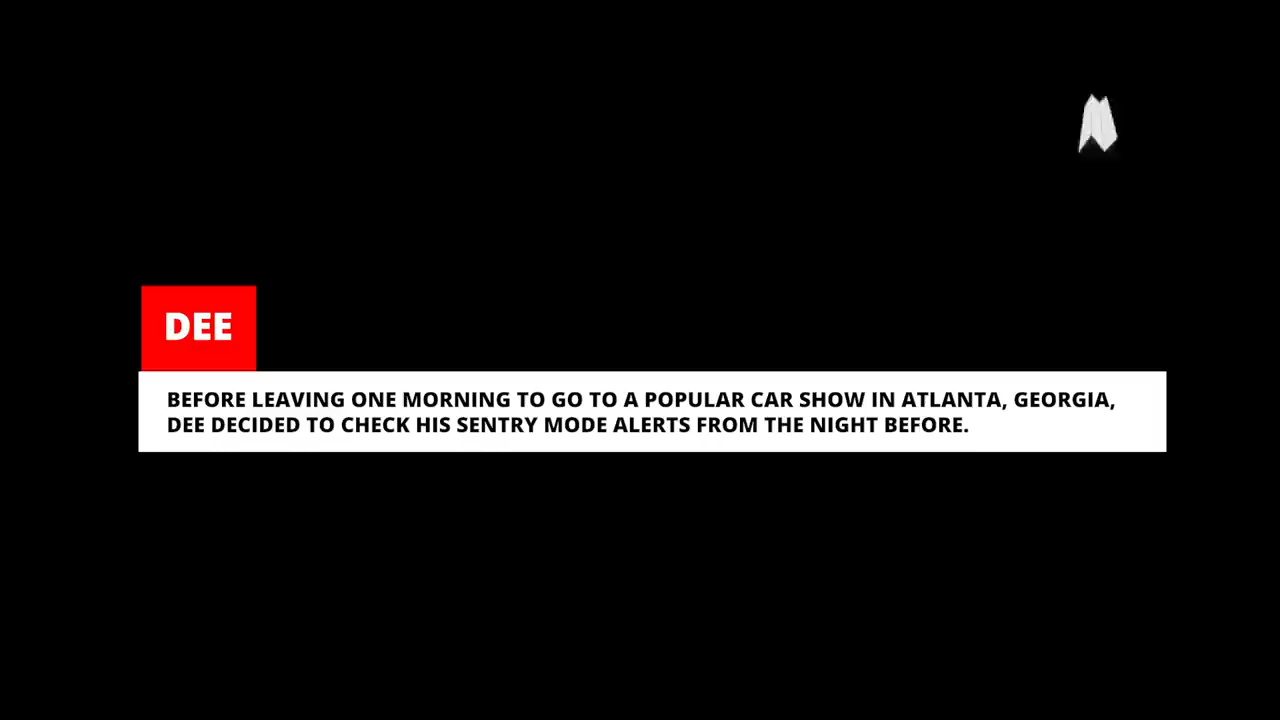 DEE
BEFORE LEAVING ONE MORNING TO GO TO A POPULAR CAR SHOW IN ATLANTA, GEORGIA,
DEE DECIDED TO CHECK HIS SENTRY MODE ALERTS FROM THE NIGHT BEFORE.